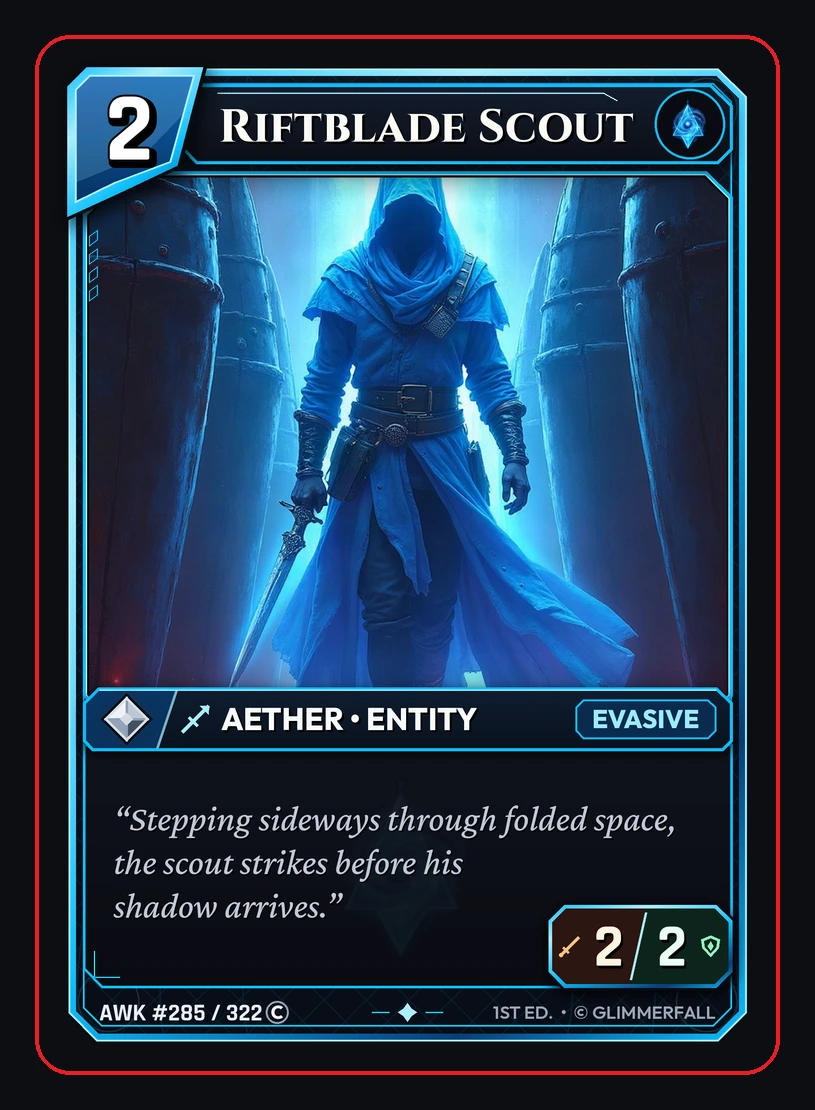 2
RIFTBLADE SCOUT
AETHER • ENTITY
EVASIVE
“Stepping sideways through folded space,
the scout strikes before his
shadow arrives.”
2 / 2
AWK #285 / 322 Ⓒ
1ST ED. • © GLIMMERFALL